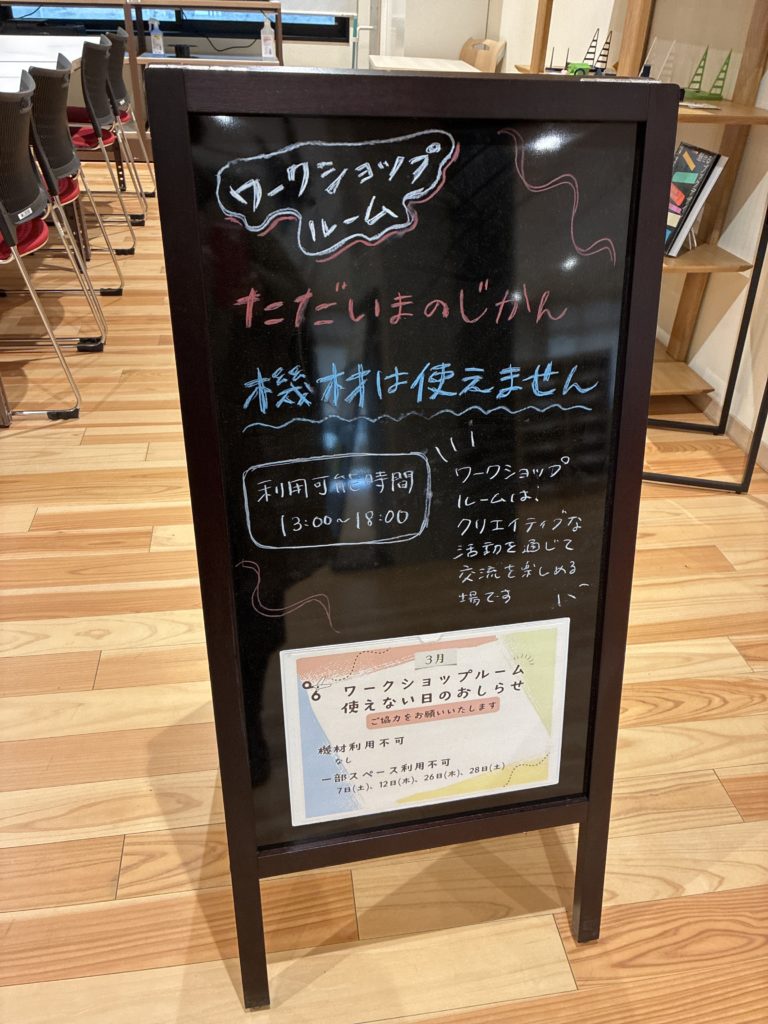 ワークショップ
ルーム
ただいまのじかん
機材は使えません
利用可能時間
13:00〜18:00
ワークショップ
ルームは、
クリエイティブな
活動を通じて
交流を楽しめる
場です
3月
ワークショップルーム
使えない日のおしらせ
ご協力をお願いいたします
機材利用不可
なし
一部スペース利用不可
7日(土)、12日(木)、26日(木)、28日(土)